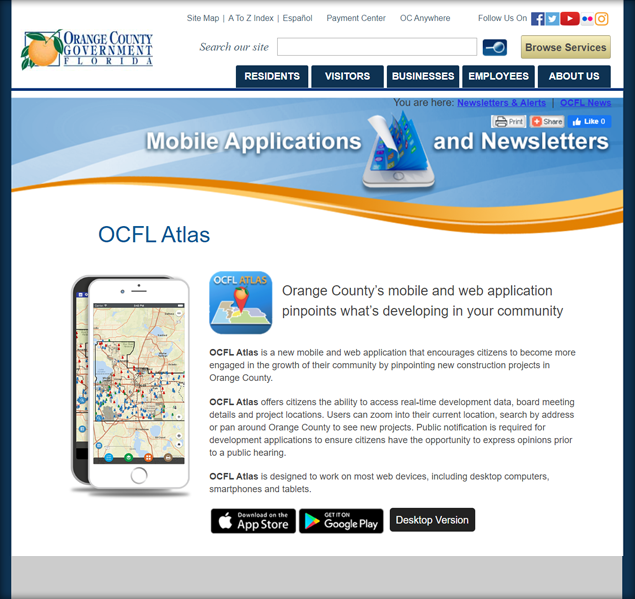 Site Map | A To Z Index | Español Payment Center OC Anywhere Follow Us On
ORANGE COUNTY
GOVERNMENT
FLORIDA
Search our site
Browse Services
RESIDENTS VISITORS BUSINESSES EMPLOYEES ABOUT US
You are here: Newsletters & Alerts | OCFL News
Print Share Like 0
Mobile Applications and Newsletters
OCFL Atlas
OCFL ATLAS
Orange County's mobile and web application
pinpoints what's developing in your community
OCFL Atlas is a new mobile and web application that encourages citizens to become more
engaged in the growth of their community by pinpointing new construction projects in
Orange County.
OCFL Atlas offers citizens the ability to access real-time development data, board meeting
details and project locations. Users can zoom into their current location, search by address
or pan around Orange County to see new projects. Public notification is required for
development applications to ensure citizens have the opportunity to express opinions prior
to a public hearing.
OCFL Atlas is designed to work on most web devices, including desktop computers,
smartphones and tablets.
Download on the
App Store
GET IT ON
Google Play
Desktop Version